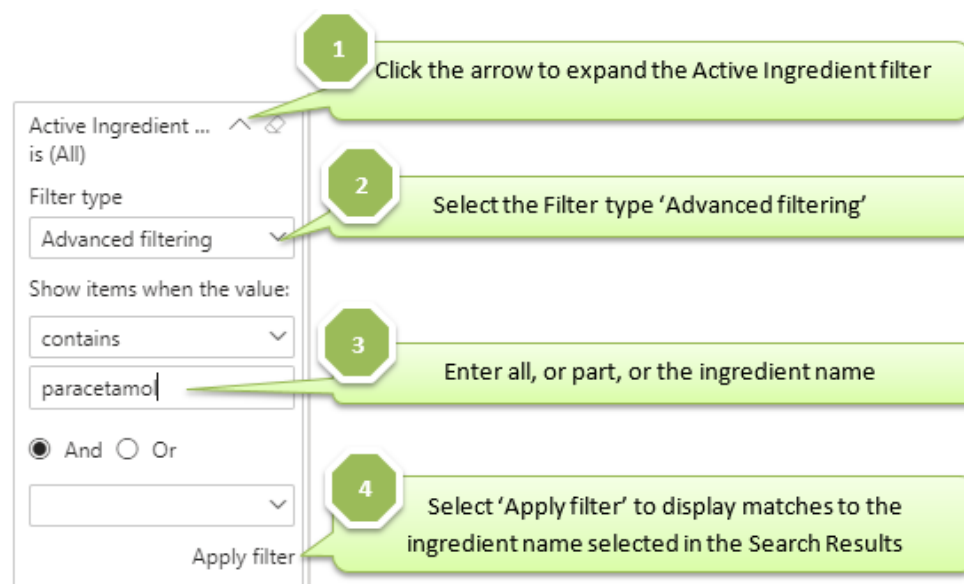 1
Click the arrow to expand the Active Ingredient filter
Active Ingredient ...
is (All)
2
Filter type
Select the Filter type ‘Advanced filtering’
Advanced filtering
Show items when the value:
contains
3
Enter all, or part, or the ingredient name
paracetamol
And Or
4
Select ‘Apply filter’ to display matches to the
ingredient name selected in the Search Results
Apply filter